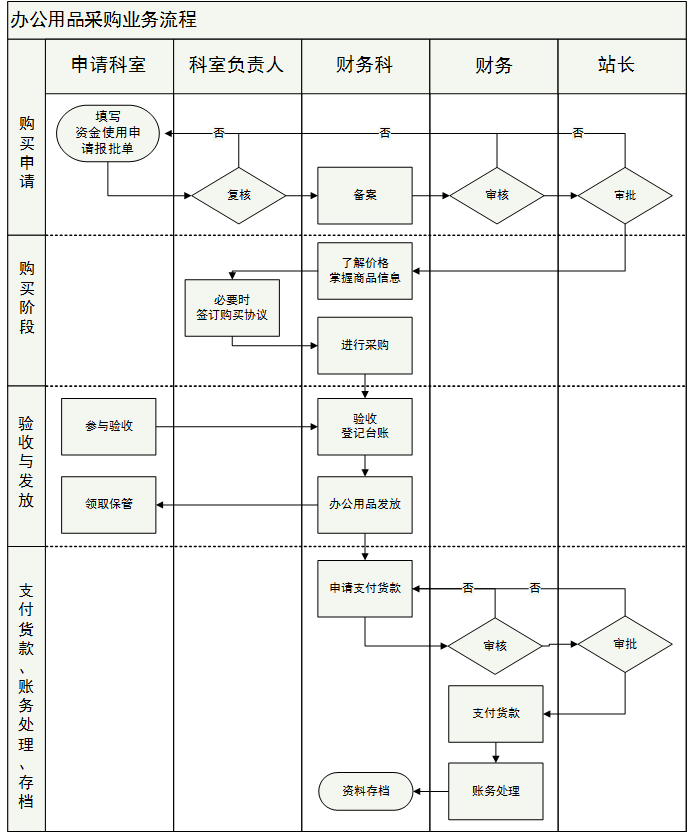 办公用品采购业务流程
申请科室
科室负责人
财务科
财务
站长
购买申请
填写
资金使用申
请报批单
否
否
否
复核
备案
审核
审批
购买阶段
了解价格
掌握商品信息
必要时
签订购买协议
进行采购
验收与发放
参与验收
验收
登记台账
领取保管
办公用品发放
支付货款、账务处理、存档
申请支付货款
否
否
审核
审批
支付货款
资料存档
账务处理